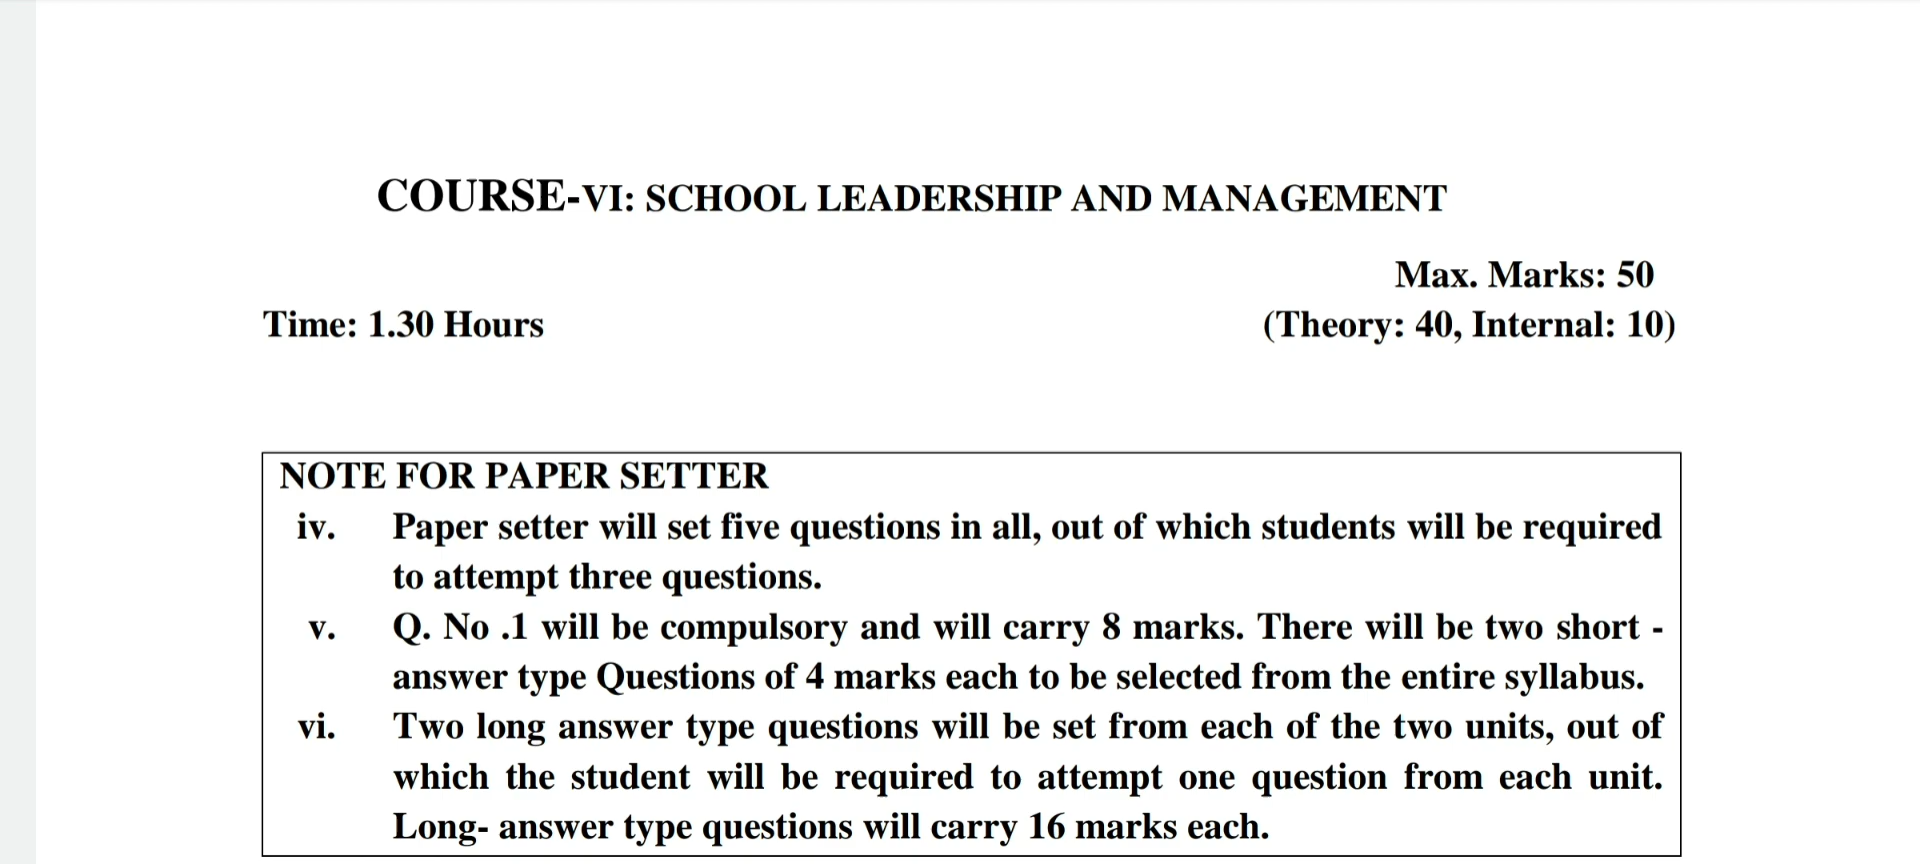 COURSE-VI: SCHOOL LEADERSHIP AND MANAGEMENT
Max. Marks: 50
Time: 1.30 Hours (Theory: 40, Internal: 10)
NOTE FOR PAPER SETTER
iv. Paper setter will set five questions in all, out of which students will be required
to attempt three questions.
v. Q. No .1 will be compulsory and will carry 8 marks. There will be two short -
answer type Questions of 4 marks each to be selected from the entire syllabus.
vi. Two long answer type questions will be set from each of the two units, out of
which the student will be required to attempt one question from each unit.
Long- answer type questions will carry 16 marks each.